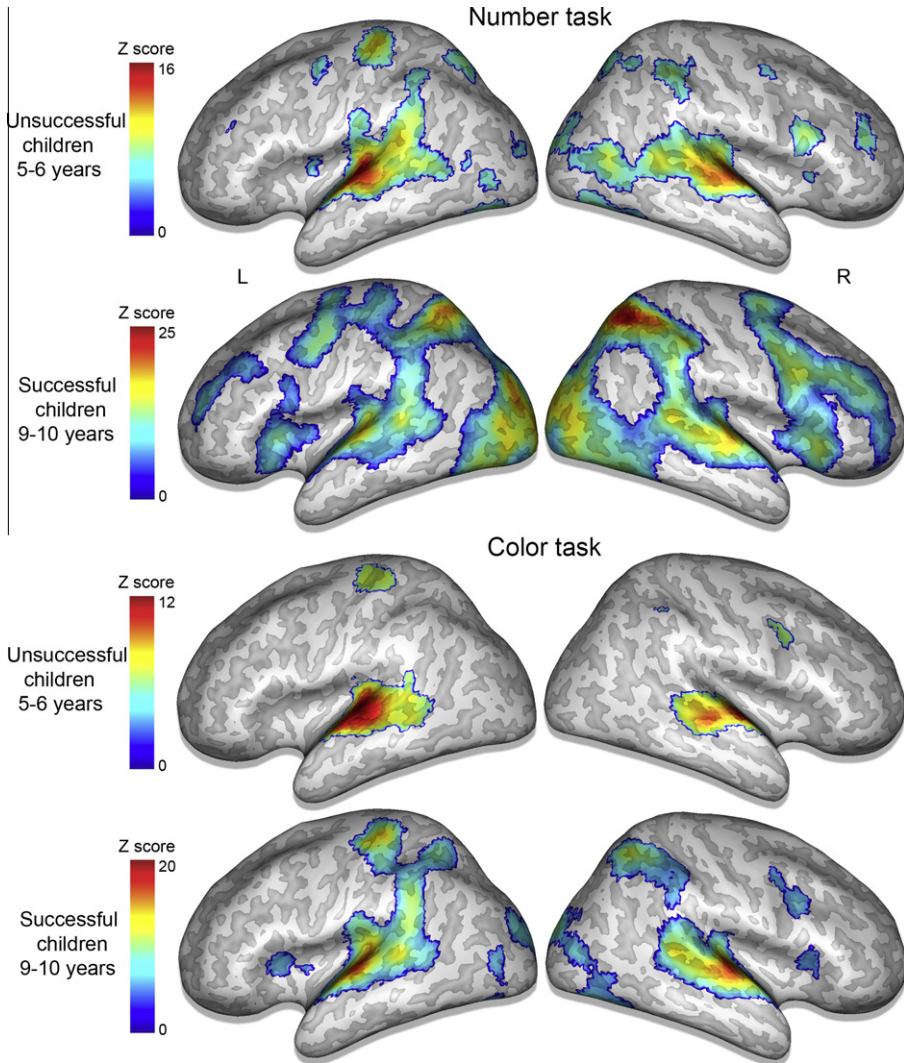 Number task
Z score
16
Unsuccessful
children
5-6 years
0
L
R
Z score
25
Successful
children
9-10 years
0
Color task
Z score
12
Unsuccessful
children
5-6 years
0
Z score
20
Successful
children
9-10 years
0